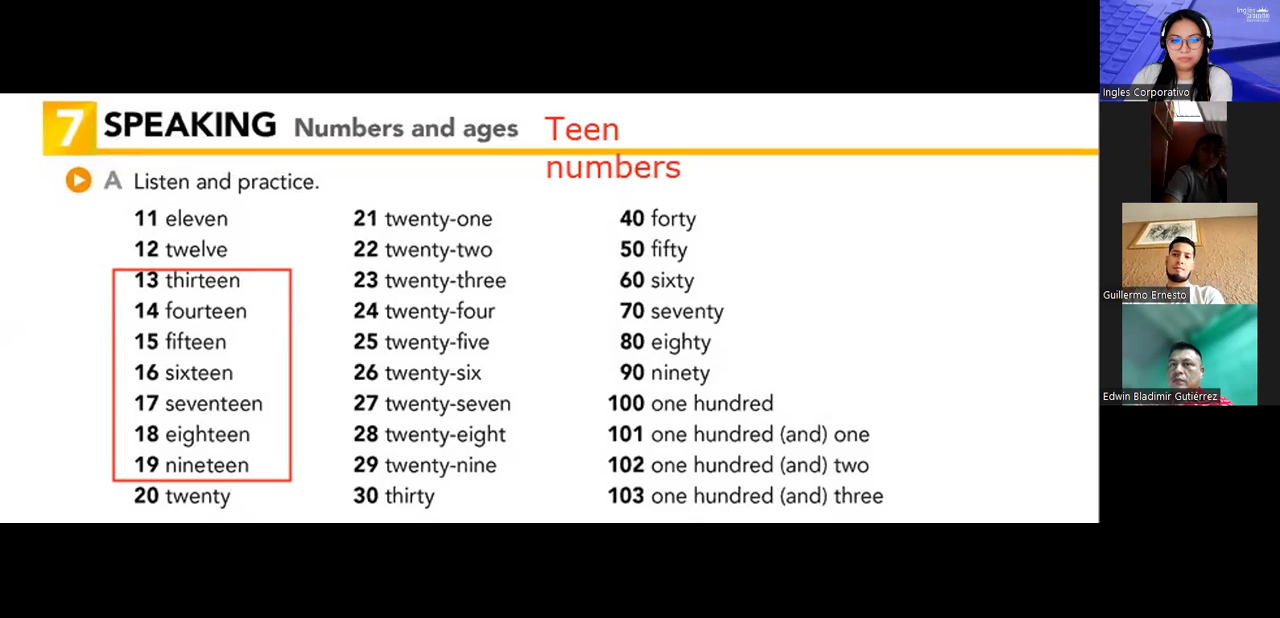 7 SPEAKING Numbers and ages
Teen
numbers
A Listen and practice.
11 eleven
12 twelve
13 thirteen
14 fourteen
15 fifteen
16 sixteen
17 seventeen
18 eighteen
19 nineteen
20 twenty
21 twenty-one
22 twenty-two
23 twenty-three
24 twenty-four
25 twenty-five
26 twenty-six
27 twenty-seven
28 twenty-eight
29 twenty-nine
30 thirty
40 forty
50 fifty
60 sixty
70 seventy
80 eighty
90 ninety
100 one hundred
101 one hundred (and) one
102 one hundred (and) two
103 one hundred (and) three
Ingles
Ingles Corporativo
Guillermo Ernesto
Edwin Bladimir Gutiérrez